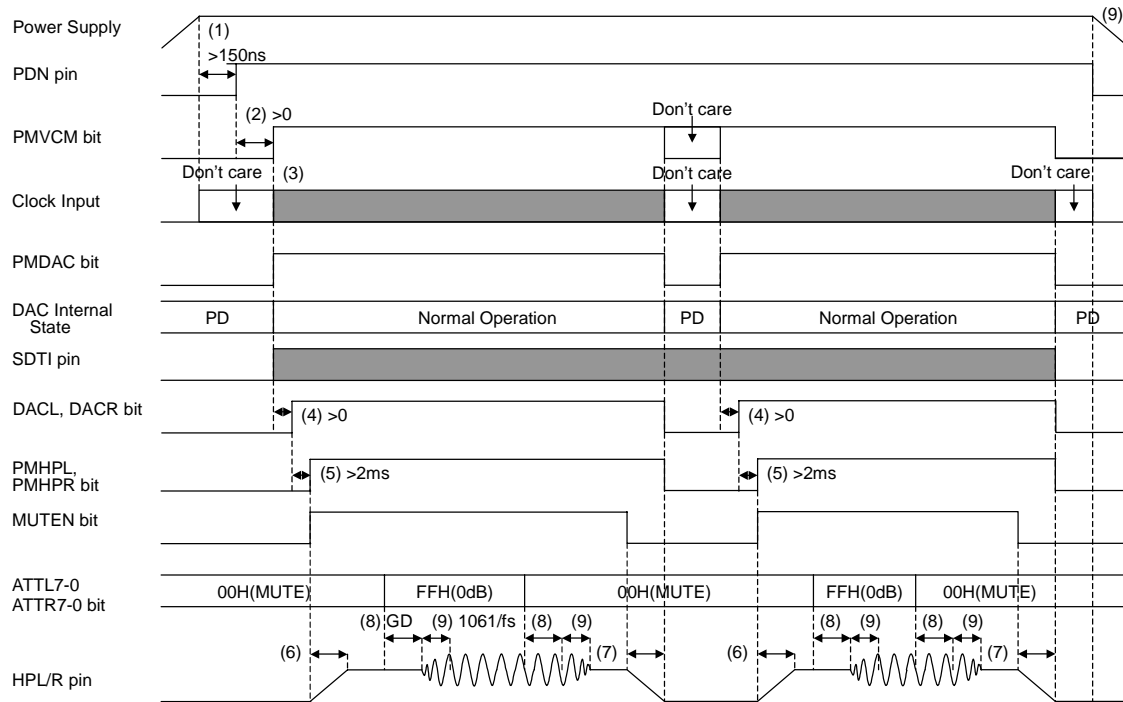 Power Supply (1) (9)
>150ns
PDN pin
(2) >0 Don't care
PMVCM bit
Don't care (3) Don't care Don't care
Clock Input
PMDAC bit
DAC Internal
State
PD Normal Operation PD Normal Operation PD
SDTI pin
DACL, DACR bit (4) >0 (4) >0
PMHPL,
PMHPR bit (5) >2ms (5) >2ms
MUTEN bit
ATTL7-0
ATTR7-0 bit
00H(MUTE) FFH(0dB) 00H(MUTE) FFH(0dB) 00H(MUTE)
(8) GD (9) 1061/fs (8) (9) (8) (9) (8) (9)
(6) (7) (6) (7)
HPL/R pin